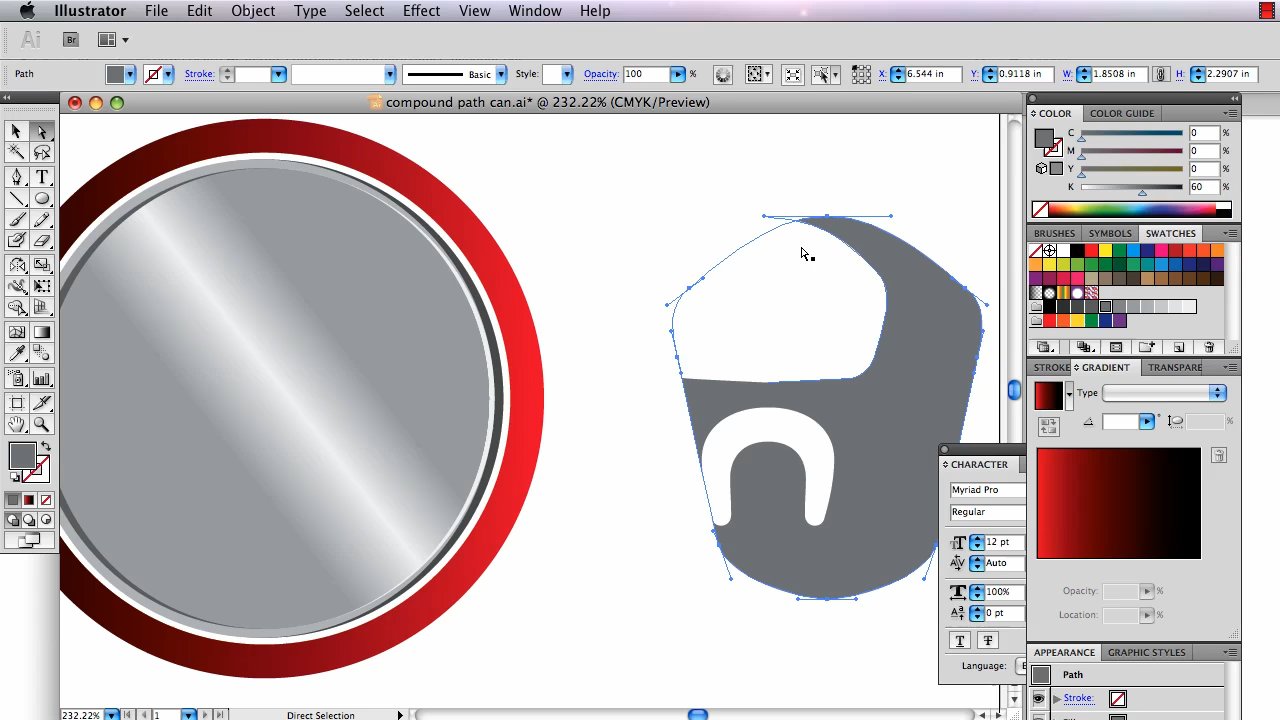 Illustrator File Edit Object Type Select Effect View Window Help
Ai Br
Path Stroke: Basic Style: Opacity: 100 % X: 6.544 in Y: 0.9118 in W: 1.8508 in H: 2.2907 in
compound path can.ai* @ 232.22% (CMYK/Preview)
COLOR COLOR GUIDE
C 0 %
M 0 %
Y 0 %
K 60 %
BRUSHES SYMBOLS SWATCHES
STROKE GRADIENT TRANSPARE
Type
° %
CHARACTER
Myriad Pro
Regular
12 pt
Auto
100%
0 pt
T T
Language: E
Opacity: %
Location: %
APPEARANCE GRAPHIC STYLES
Path
Stroke:
232.22% 1 Direct Selection